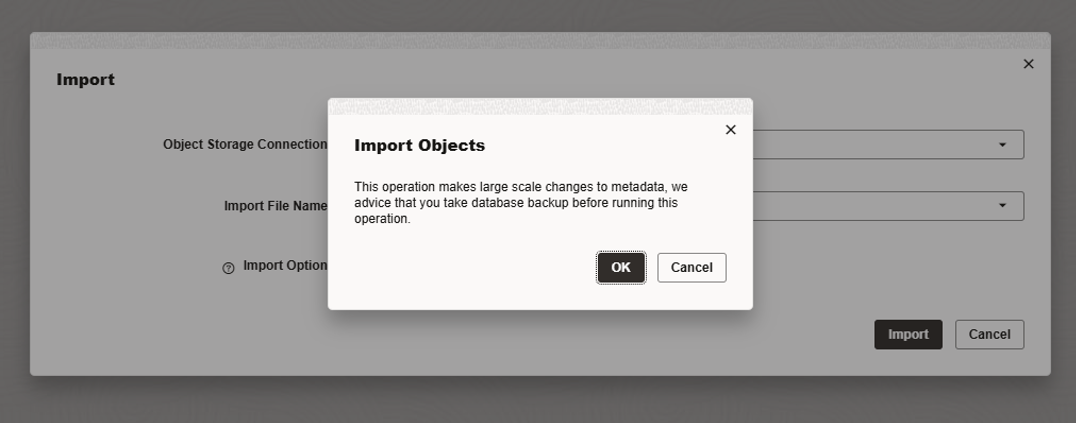 Import
Object Storage Connection
Import File Name
Import Option
Import Objects
This operation makes large scale changes to metadata, we
advice that you take database backup before running this
operation.
OK
Cancel
Import
Cancel